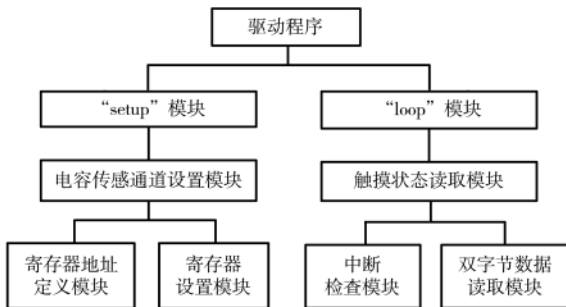 驱动程序
“setup”模块
“loop”模块
电容传感通道设置模块
触摸状态读取模块
寄存器地址
定义模块
寄存器
设置模块
中断
检查模块
双字节数据
读取模块